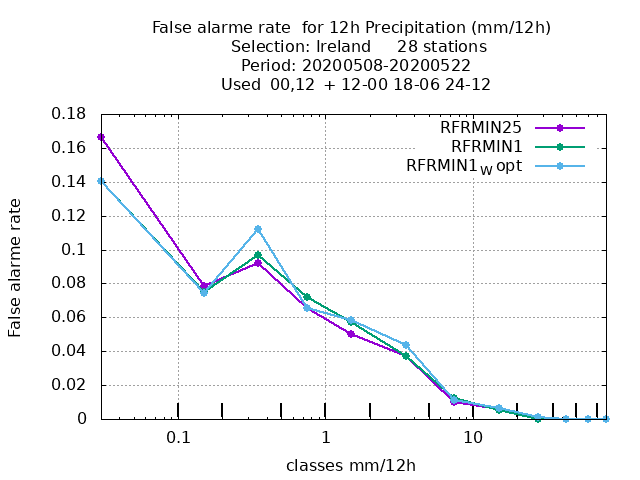 False alarme rate  for 12h Precipitation (mm/12h)
Selection: Ireland     28 stations
Period: 20200508-20200522
Used  00,12  + 12-00 18-06 24-12
RFRMIN25
RFRMIN1
RFRMIN1W opt
0.18
0.16
0.14
0.12
0.1
0.08
0.06
0.04
0.02
0
False alarme rate
0.1 1 10
classes mm/12h